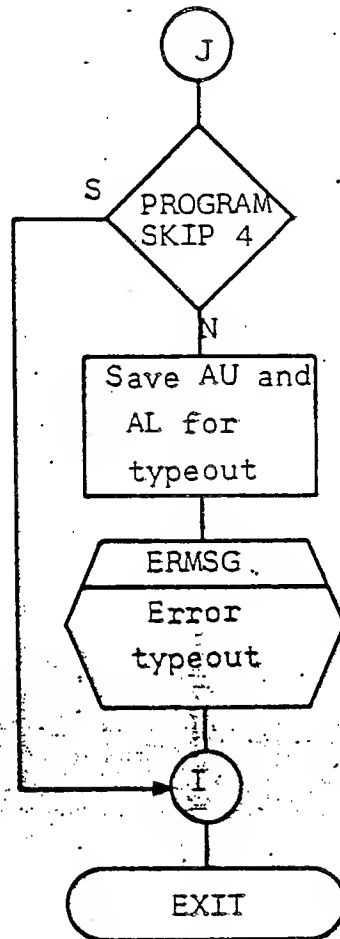 J
S
PROGRAM
SKIP 4
N
Save AU and
AL for
typeout
ERMSG
Error
typeout
I
EXIT